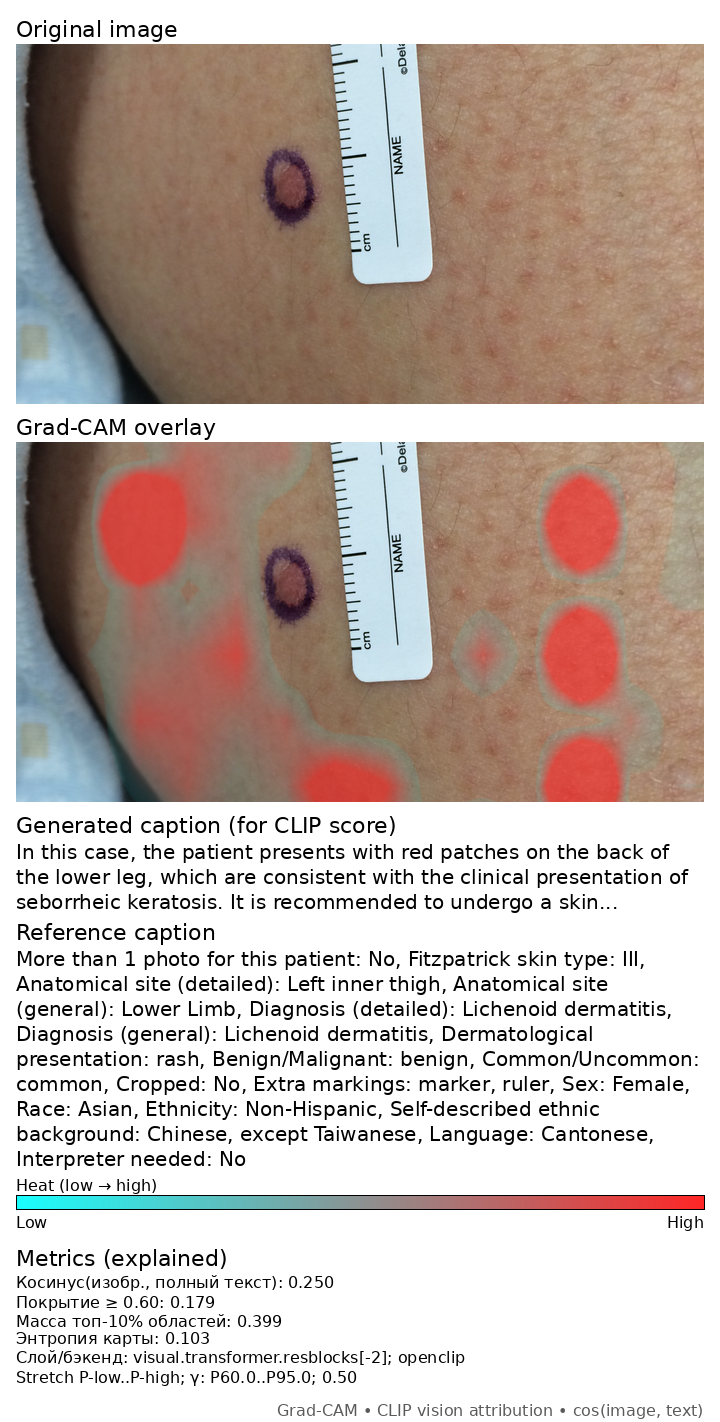 Original image
©Dela
NAME
cm
Grad-CAM overlay
©Dela
NAME
cm
Generated caption (for CLIP score)
In this case, the patient presents with red patches on the back of
the lower leg, which are consistent with the clinical presentation of
seborrheic keratosis. It is recommended to undergo a skin...
Reference caption
More than 1 photo for this patient: No, Fitzpatrick skin type: III,
Anatomical site (detailed): Left inner thigh, Anatomical site
(general): Lower Limb, Diagnosis (detailed): Lichenoid dermatitis,
Diagnosis (general): Lichenoid dermatitis, Dermatological
presentation: rash, Benign/Malignant: benign, Common/Uncommon:
common, Cropped: No, Extra markings: marker, ruler, Sex: Female,
Race: Asian, Ethnicity: Non-Hispanic, Self-described ethnic
background: Chinese, except Taiwanese, Language: Cantonese,
Interpreter needed: No
Heat (low → high)
Low High
Metrics (explained)
Косинус(изобр., полный текст): 0.250
Покрытие ≥ 0.60: 0.179
Масса топ-10% областей: 0.399
Энтропия карты: 0.103
Слой/бэкенд: visual.transformer.resblocks[-2]; openclip
Stretch P-low..P-high; γ: P60.0..P95.0; 0.50
Grad-CAM • CLIP vision attribution • cos(image, text)